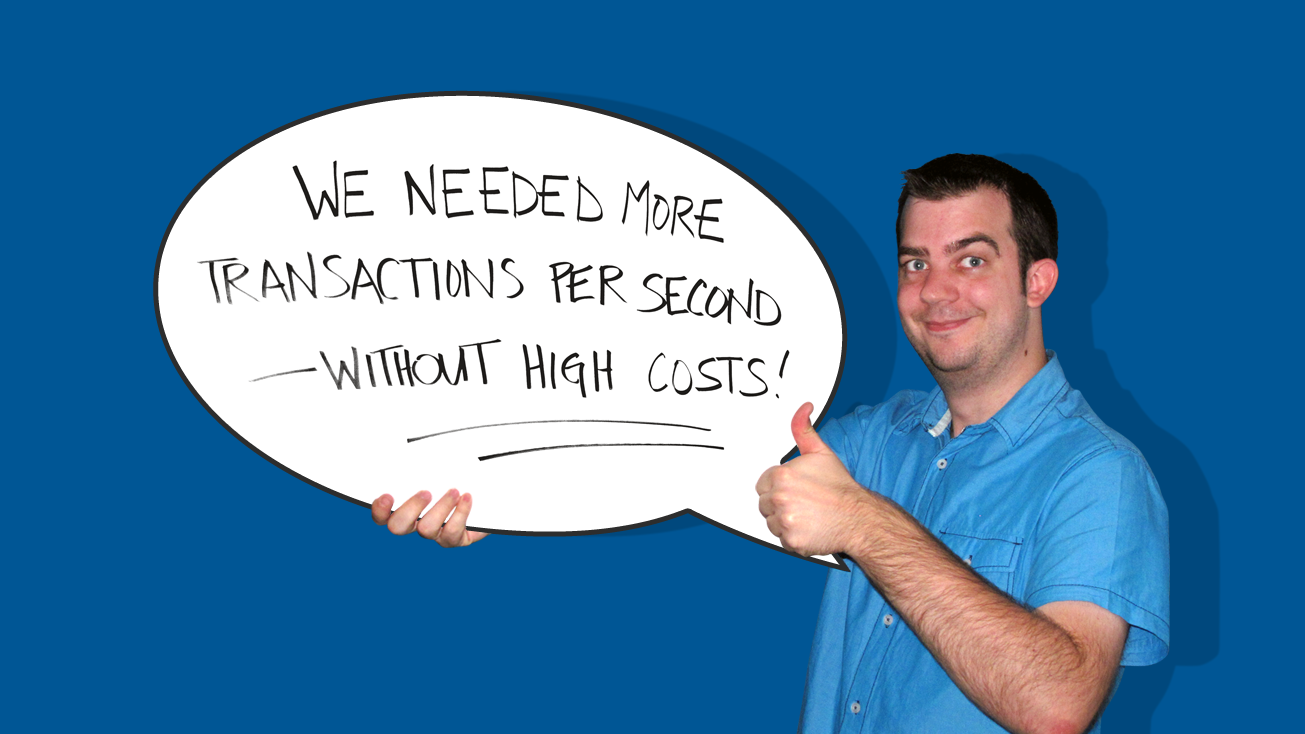 WE NEEDED MORE
TRANSACTIONS PER SECOND
—WITHOUT HIGH COSTS!